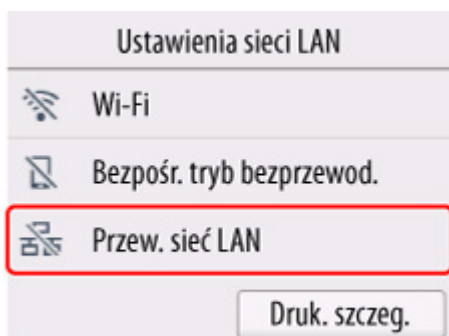 Ustawienia sieci LAN
Wi-Fi
Bezpośr. tryb bezprzewod.
Przew. sieć LAN
Druk. szczeg.